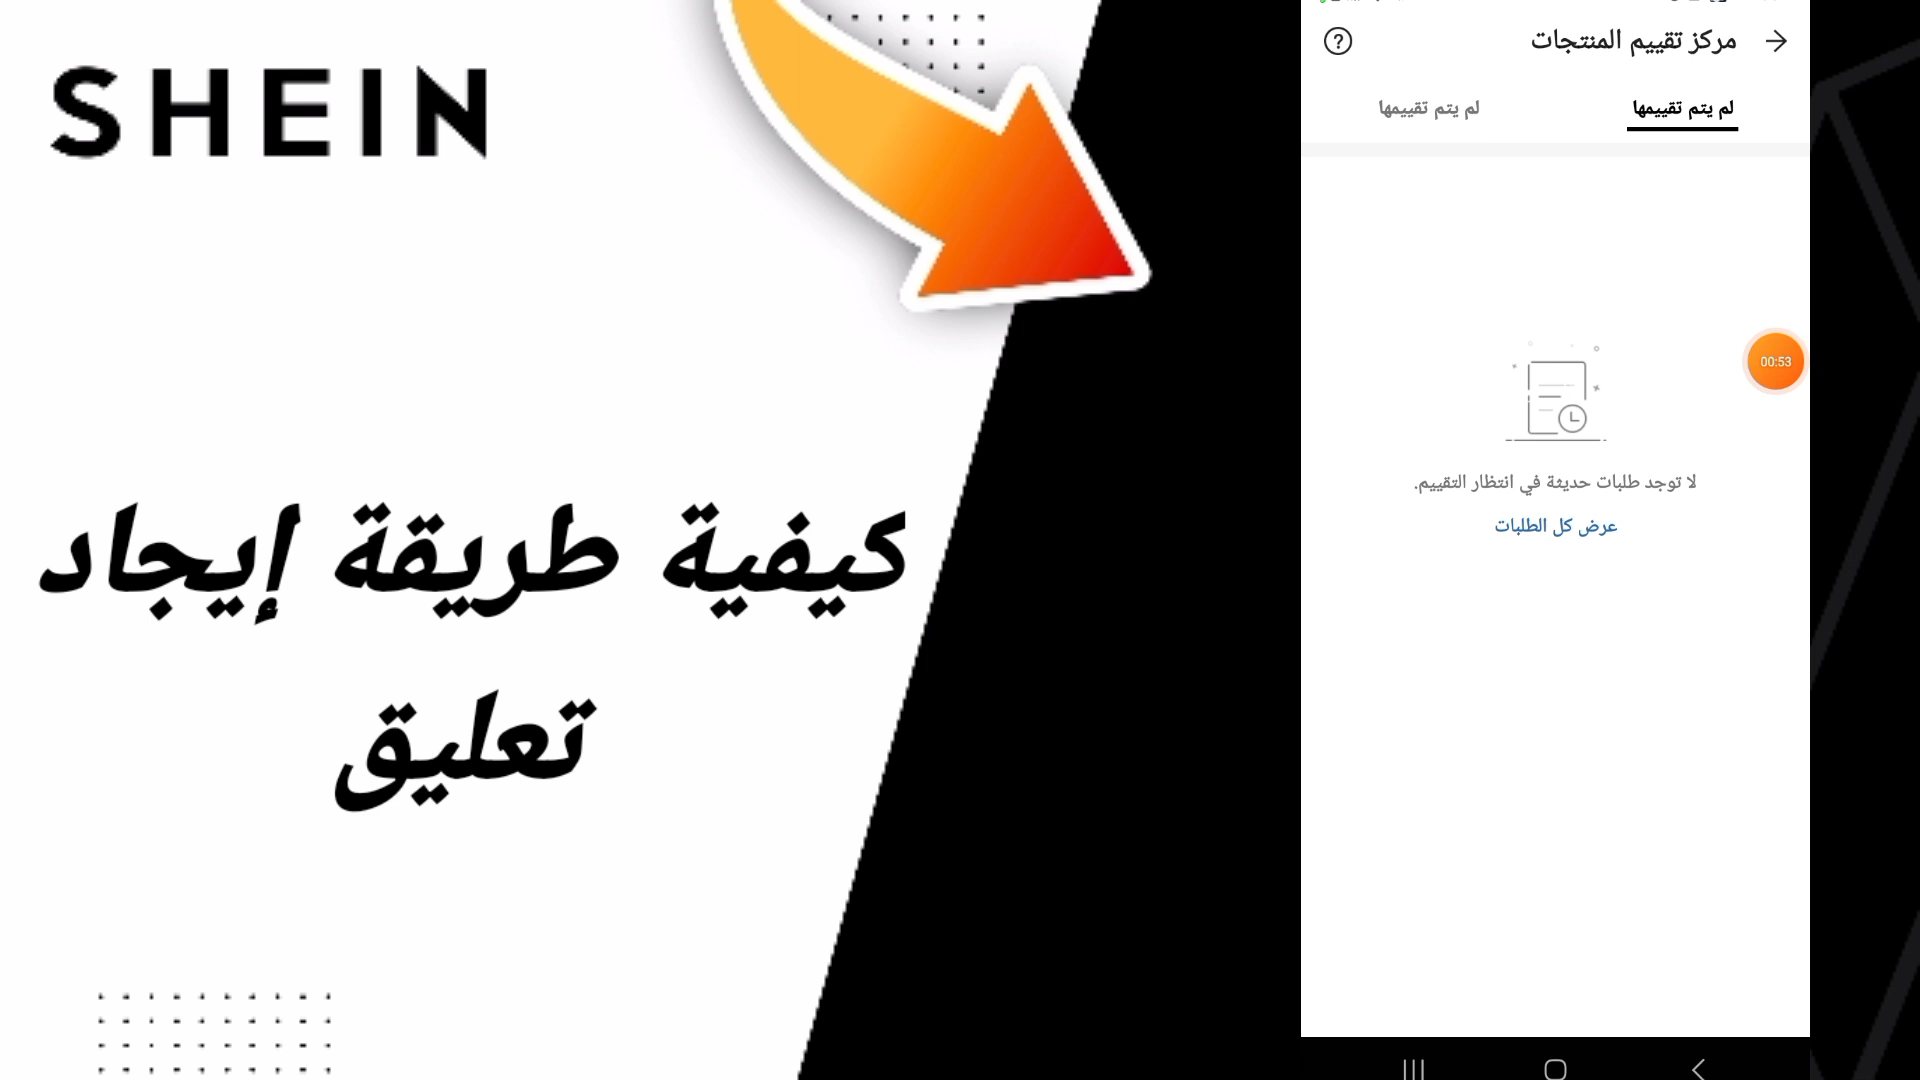 SHEIN
كيفية طريقة إيجاد
تعليق
مركز تقييم المنتجات
لم يتم تقييمها
لم يتم تقييمها
00:53
لا توجد طلبات حديثة في انتظار التقييم.
عرض كل الطلبات